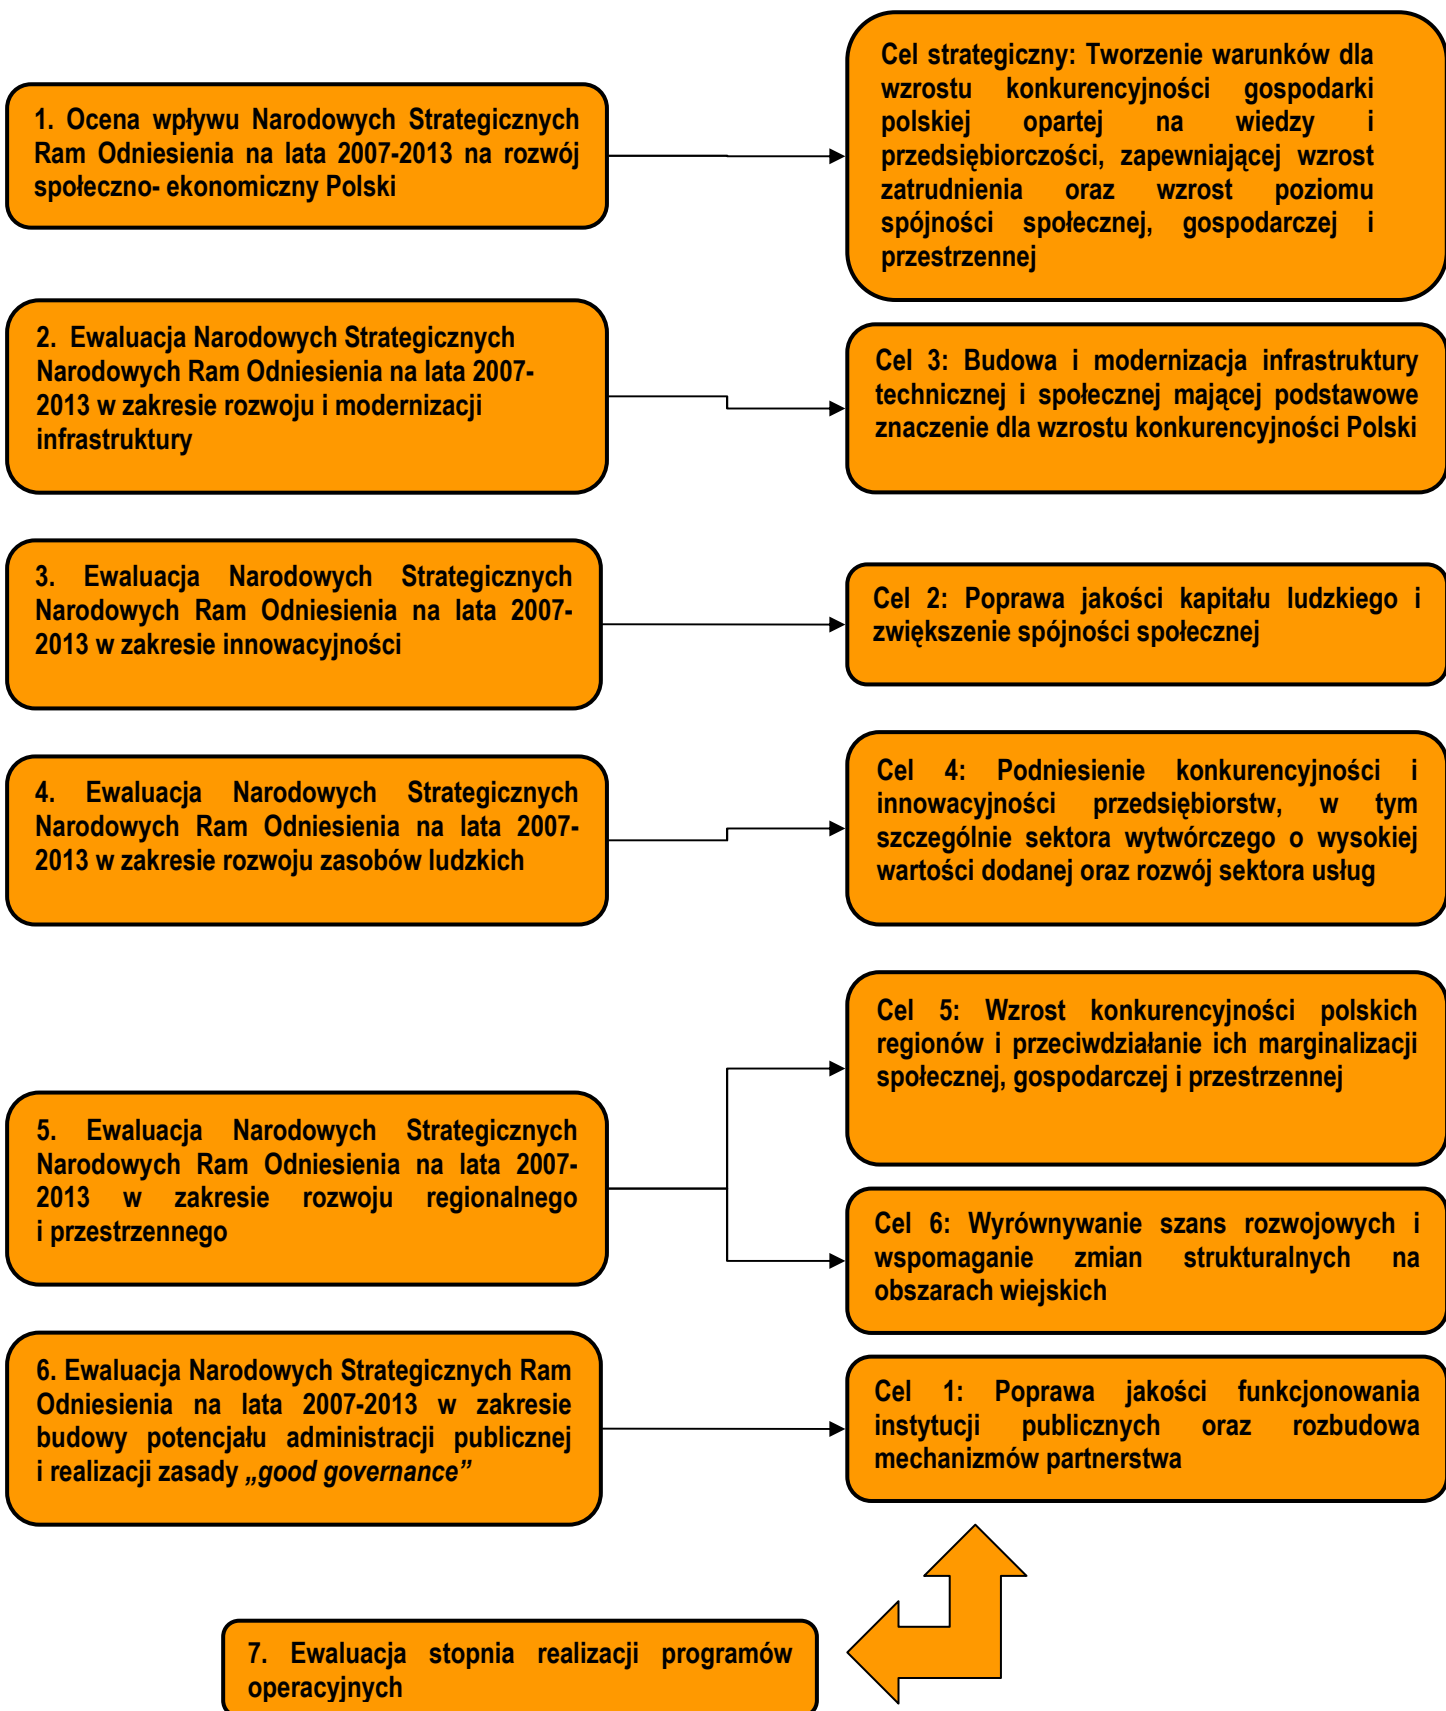 1. Ocena wpływu Narodowych Strategicznych
Ram Odniesienia na lata 2007-2013 na rozwój
społeczno- ekonomiczny Polski
Cel strategiczny: Tworzenie warunków dla
wzrostu konkurencyjności gospodarki
polskiej opartej na wiedzy i
przedsiębiorczości, zapewniającej wzrost
zatrudnienia oraz wzrost poziomu
spójności społecznej, gospodarczej i
przestrzennej
2. Ewaluacja Narodowych Strategicznych
Narodowych Ram Odniesienia na lata 2007-
2013 w zakresie rozwoju i modernizacji
infrastruktury
Cel 3: Budowa i modernizacja infrastruktury
technicznej i społecznej mającej podstawowe
znaczenie dla wzrostu konkurencyjności Polski
3. Ewaluacja Narodowych Strategicznych
Narodowych Ram Odniesienia na lata 2007-
2013 w zakresie innowacyjności
Cel 2: Poprawa jakości kapitału ludzkiego i
zwiększenie spójności społecznej
4. Ewaluacja Narodowych Strategicznych
Narodowych Ram Odniesienia na lata 2007-
2013 w zakresie rozwoju zasobów ludzkich
Cel 4: Podniesienie konkurencyjności i
innowacyjności przedsiębiorstw, w tym
szczególnie sektora wytwórczego o wysokiej
wartości dodanej oraz rozwój sektora usług
5. Ewaluacja Narodowych Strategicznych
Narodowych Ram Odniesienia na lata 2007-
2013 w zakresie rozwoju regionalnego
i przestrzennego
Cel 5: Wzrost konkurencyjności polskich
regionów i przeciwdziałanie ich marginalizacji
społecznej, gospodarczej i przestrzennej
Cel 6: Wyrównywanie szans rozwojowych i
wspomaganie zmian strukturalnych na
obszarach wiejskich
6. Ewaluacja Narodowych Strategicznych Ram
Odniesienia na lata 2007-2013 w zakresie
budowy potencjału administracji publicznej
i realizacji zasady „good governance”
Cel 1: Poprawa jakości funkcjonowania
instytucji publicznych oraz rozbudowa
mechanizmów partnerstwa
7. Ewaluacja stopnia realizacji programów
operacyjnych